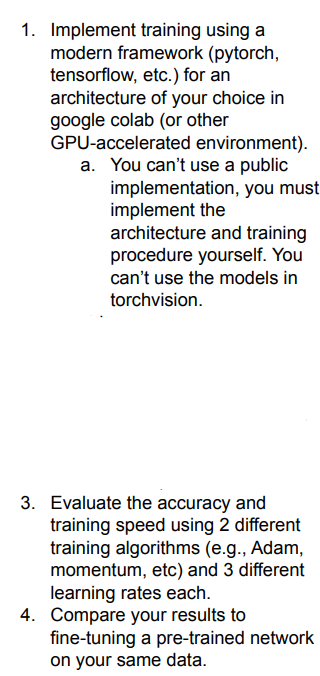 1. Implement training using a
modern framework (pytorch,
tensorflow, etc.) for an
architecture of your choice in
google colab (or other
GPU-accelerated environment).
a. You can't use a public
implementation, you must
implement the
architecture and training
procedure yourself. You
can't use the models in
torchvision.
3. Evaluate the accuracy and
training speed using 2 different
training algorithms (e.g., Adam,
momentum, etc) and 3 different
learning rates each.
4. Compare your results to
fine-tuning a pre-trained network
on your same data.